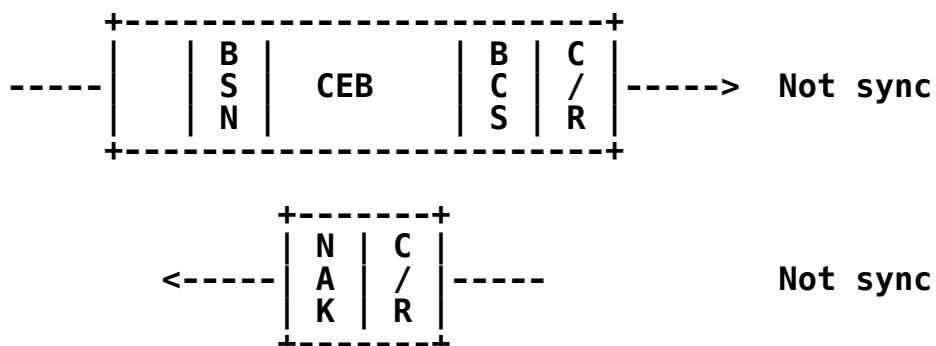 +-------------------------+
     |   | B |         | B | C |
-----|   | S |  CEB    | C | / |----->  Not sync
     |   | N |         | S | R |
     +-------------------------+
              +-------+
              | N | C |
        <-----| A | / |-----            Not sync
              | K | R |
              +-------+